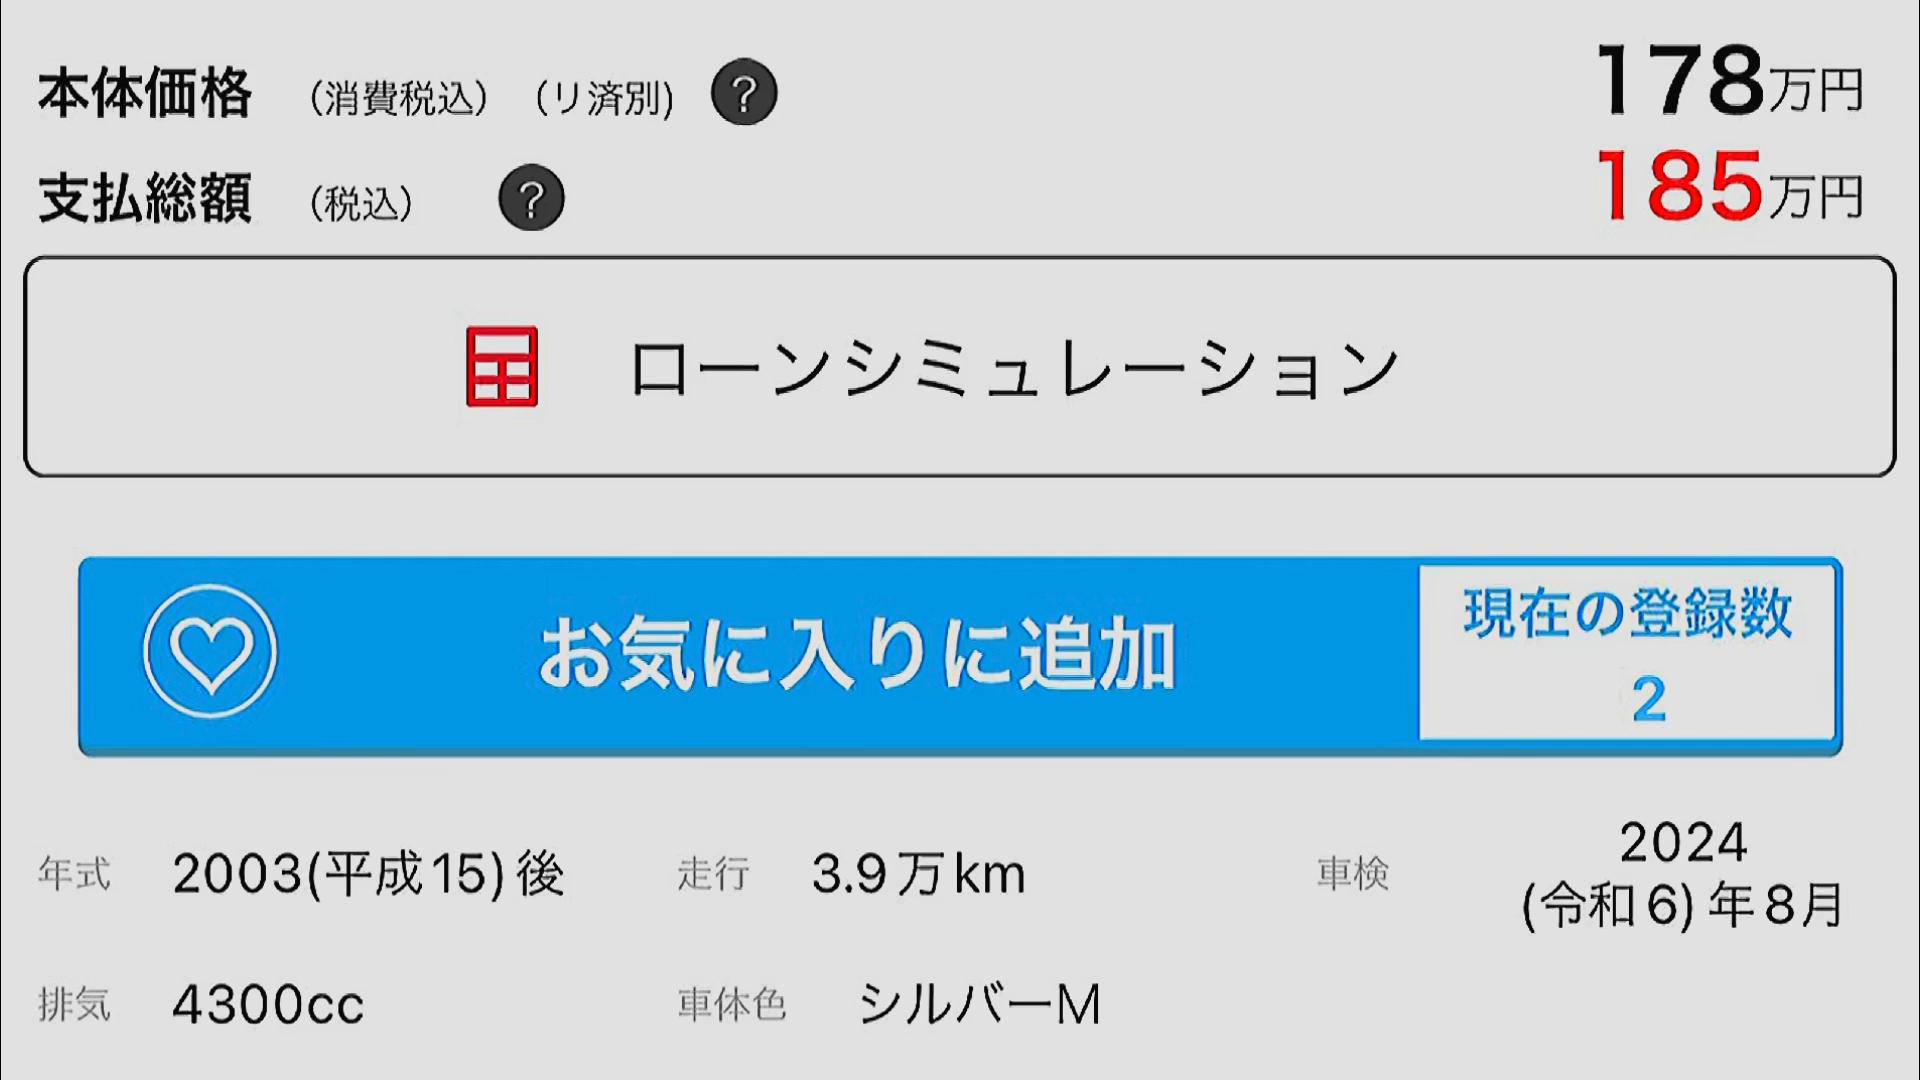 本体価格 （消費税込） （リ済別) ? 178万円
支払総額 （税込） ? 185万円
ローンシミュレーション
お気に入りに追加
現在の登録数
2
年式 2003(平成15)後 走行 3.9万km 車検 2024
(令和6)年8月
排気 4300cc 車体色 シルバーM